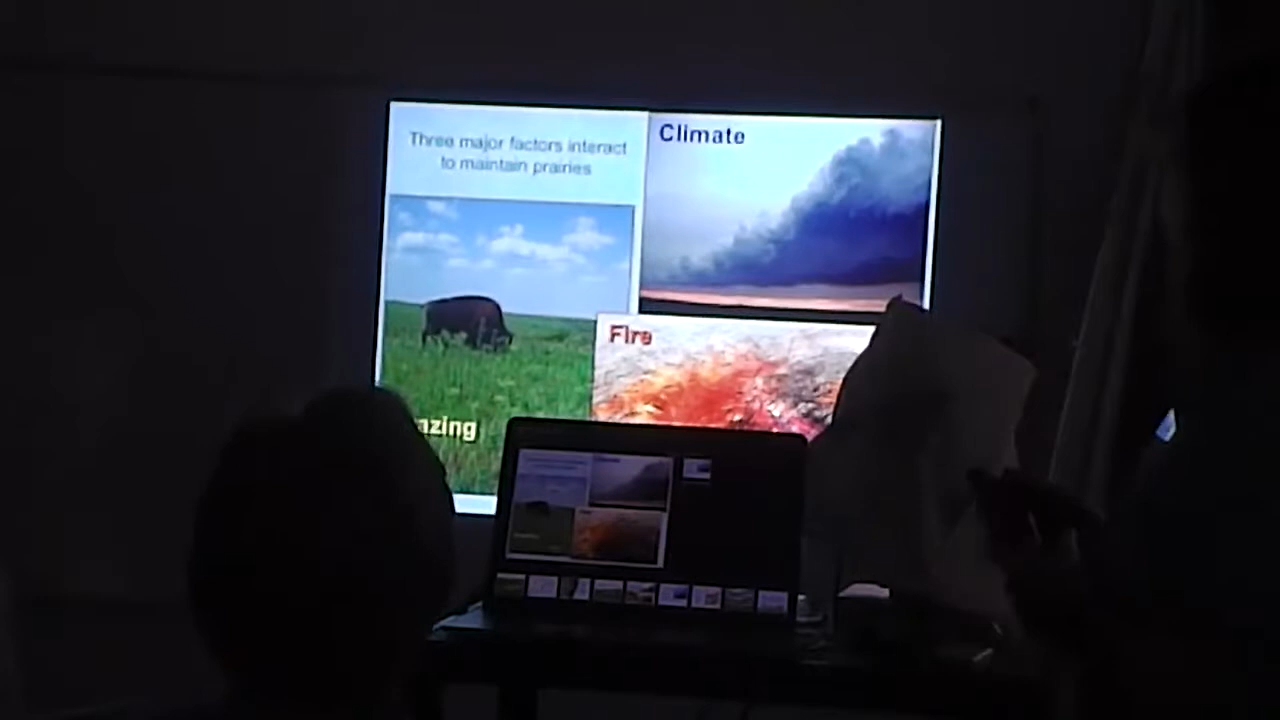 Three major factors interact
to maintain prairies
Climate
Fire
azing